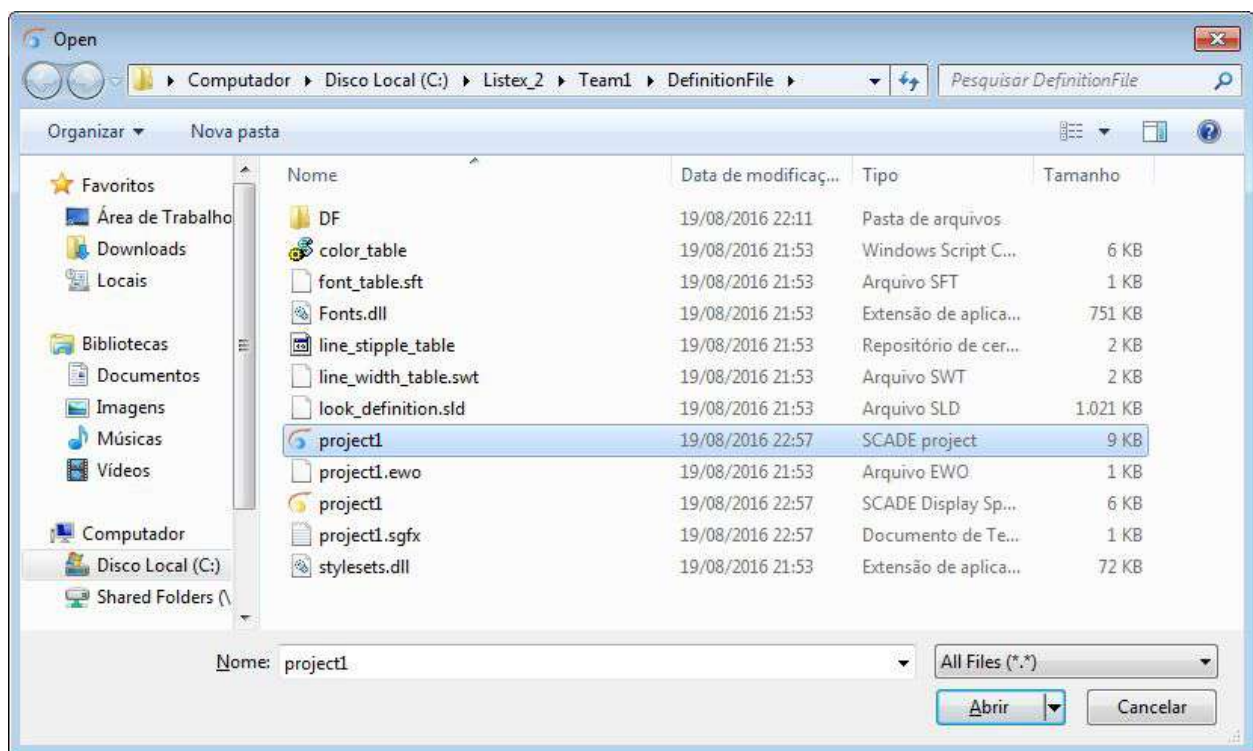 Open
Computador ▸ Disco Local (C:) ▸ Listex_2 ▸ Team1 ▸ DefinitionFile ▸
Pesquisar DefinitionFile
Organizar Nova pasta
Favoritos
Área de Trabalho
Downloads
Locais
Bibliotecas
Documentos
Imagens
Músicas
Vídeos
Computador
Disco Local (C:)
Shared Folders (\
Nome Data de modificaç... Tipo Tamanho
DF 19/08/2016 22:11 Pasta de arquivos
color_table 19/08/2016 21:53 Windows Script C... 6 KB
font_table.sft 19/08/2016 21:53 Arquivo SFT 1 KB
Fonts.dll 19/08/2016 21:53 Extensão de aplica... 751 KB
line_stipple_table 19/08/2016 21:53 Repositório de cer... 2 KB
line_width_table.swt 19/08/2016 21:53 Arquivo SWT 2 KB
look_definition.sld 19/08/2016 21:53 Arquivo SLD 1.021 KB
project1 19/08/2016 22:57 SCADE project 9 KB
project1.ewo 19/08/2016 21:53 Arquivo EWO 1 KB
project1 19/08/2016 22:57 SCADE Display Sp... 6 KB
project1.sgfx 19/08/2016 22:57 Documento de Te... 1 KB
stylesets.dll 19/08/2016 21:53 Extensão de aplica... 72 KB
Nome: project1
All Files (*.*)
Abrir Cancelar